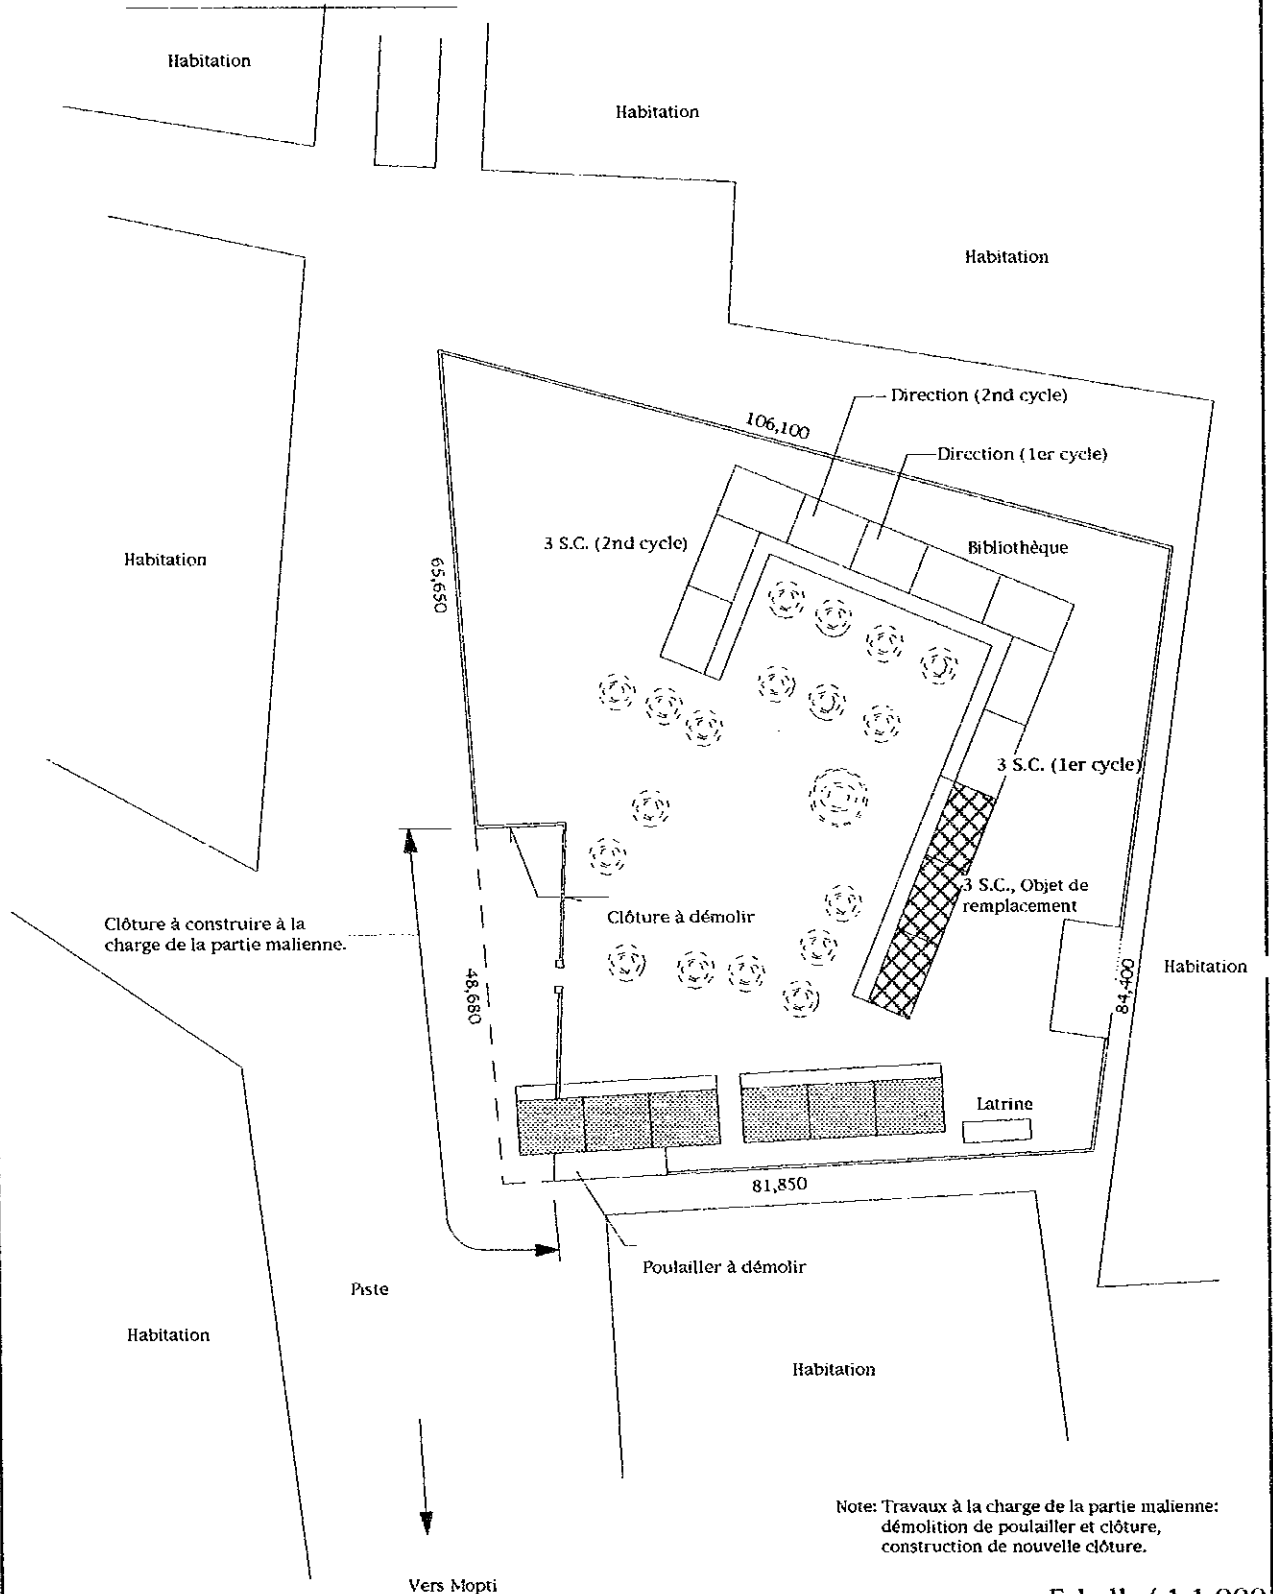 Habitation
Habitation
Habitation
Direction (2nd cycle)
106,100
Direction (1er cycle)
3 S.C. (2nd cycle)
Bibliothèque
Habitation
65,650
3 S.C. (1er cycle)
3 S.C., Objet de
remplacement
Clôture à démolir
Clôture à construire à la
charge de la partie malienne.
48,680
84,400
Habitation
Latrine
81,850
Poulailler à démolir
Piste
Habitation
Habitation
Note: Travaux à la charge de la partie malienne:
démolition de poulailler et clôture,
construction de nouvelle clôture.
Vers Mopti